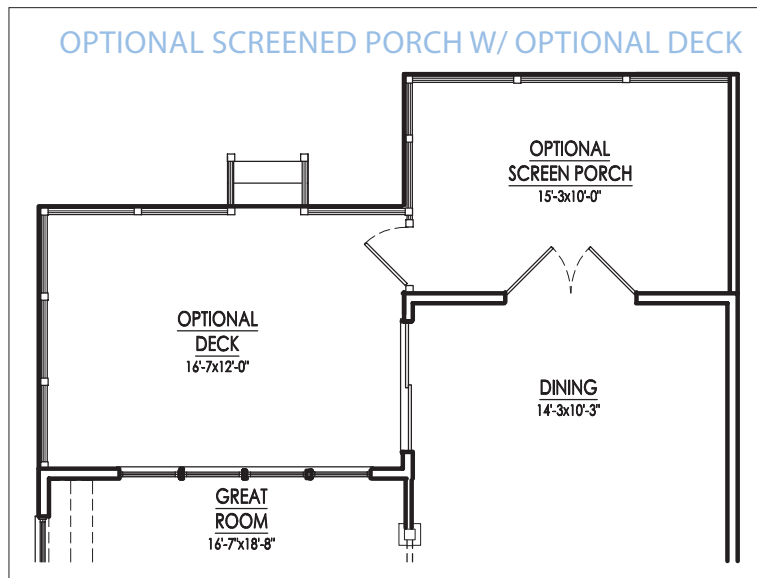 OPTIONAL SCREENED PORCH W/ OPTIONAL DECK
OPTIONAL
SCREEN PORCH
15'-3x10'-0"
OPTIONAL
DECK
16'-7x12'-0"
DINING
14'-3x10'-3"
GREAT
ROOM
16'-7"x18'-8"